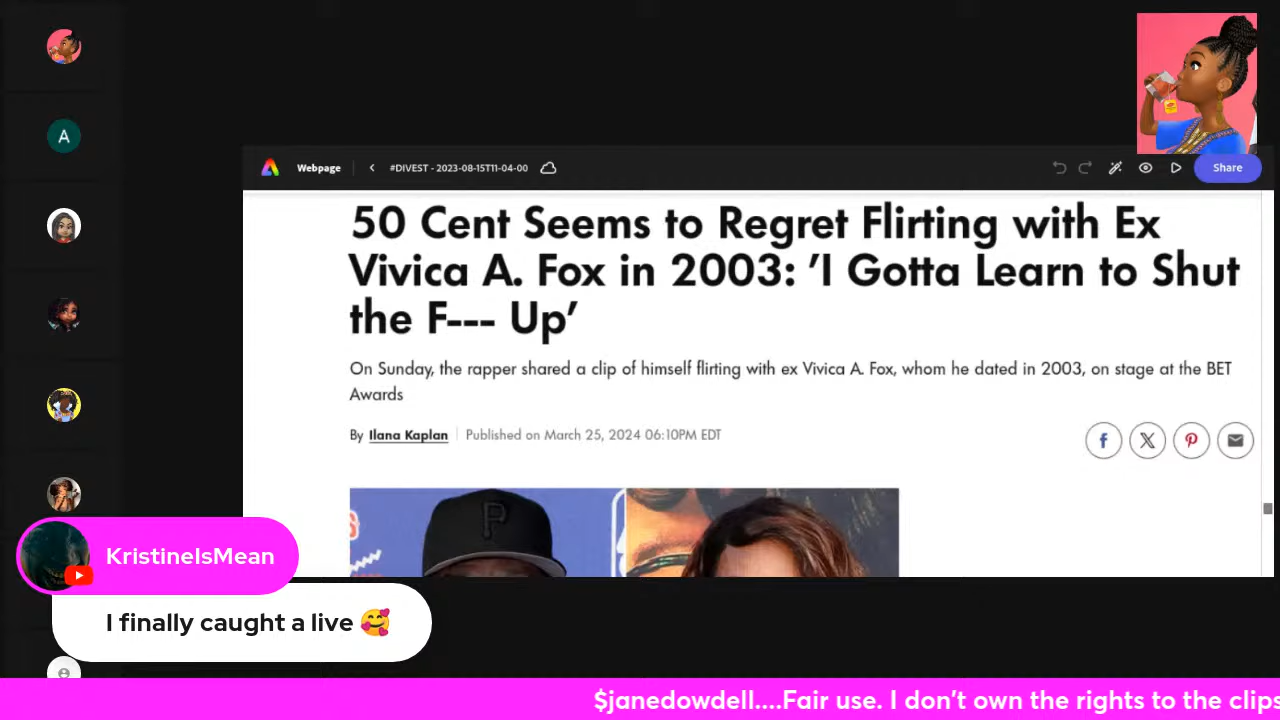 A
Webpage
#DIVEST - 2023-08-15T11-04-00
Share
50 Cent Seems to Regret Flirting with Ex
Vivica A. Fox in 2003: 'I Gotta Learn to Shut
the F--- Up'
On Sunday, the rapper shared a clip of himself flirting with ex Vivica A. Fox, whom he dated in 2003, on stage at the BET
Awards
By Ilana Kaplan Published on March 25, 2024 06:10PM EDT
P
KristineIsMean
I finally caught a live 🥰
$janedowdell....Fair use. I don't own the rights to the clips